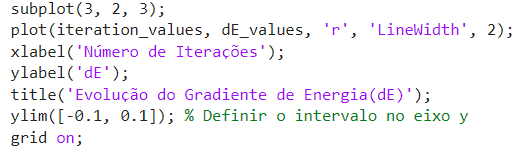 subplot(3, 2, 3);
plot(iteration_values, dE_values, 'r', 'LineWidth', 2);
xlabel('Número de Iterações');
ylabel('dE');
title('Evolução do Gradiente de Energia(dE)');
ylim([-0.1, 0.1]); % Definir o intervalo no eixo y
grid on;